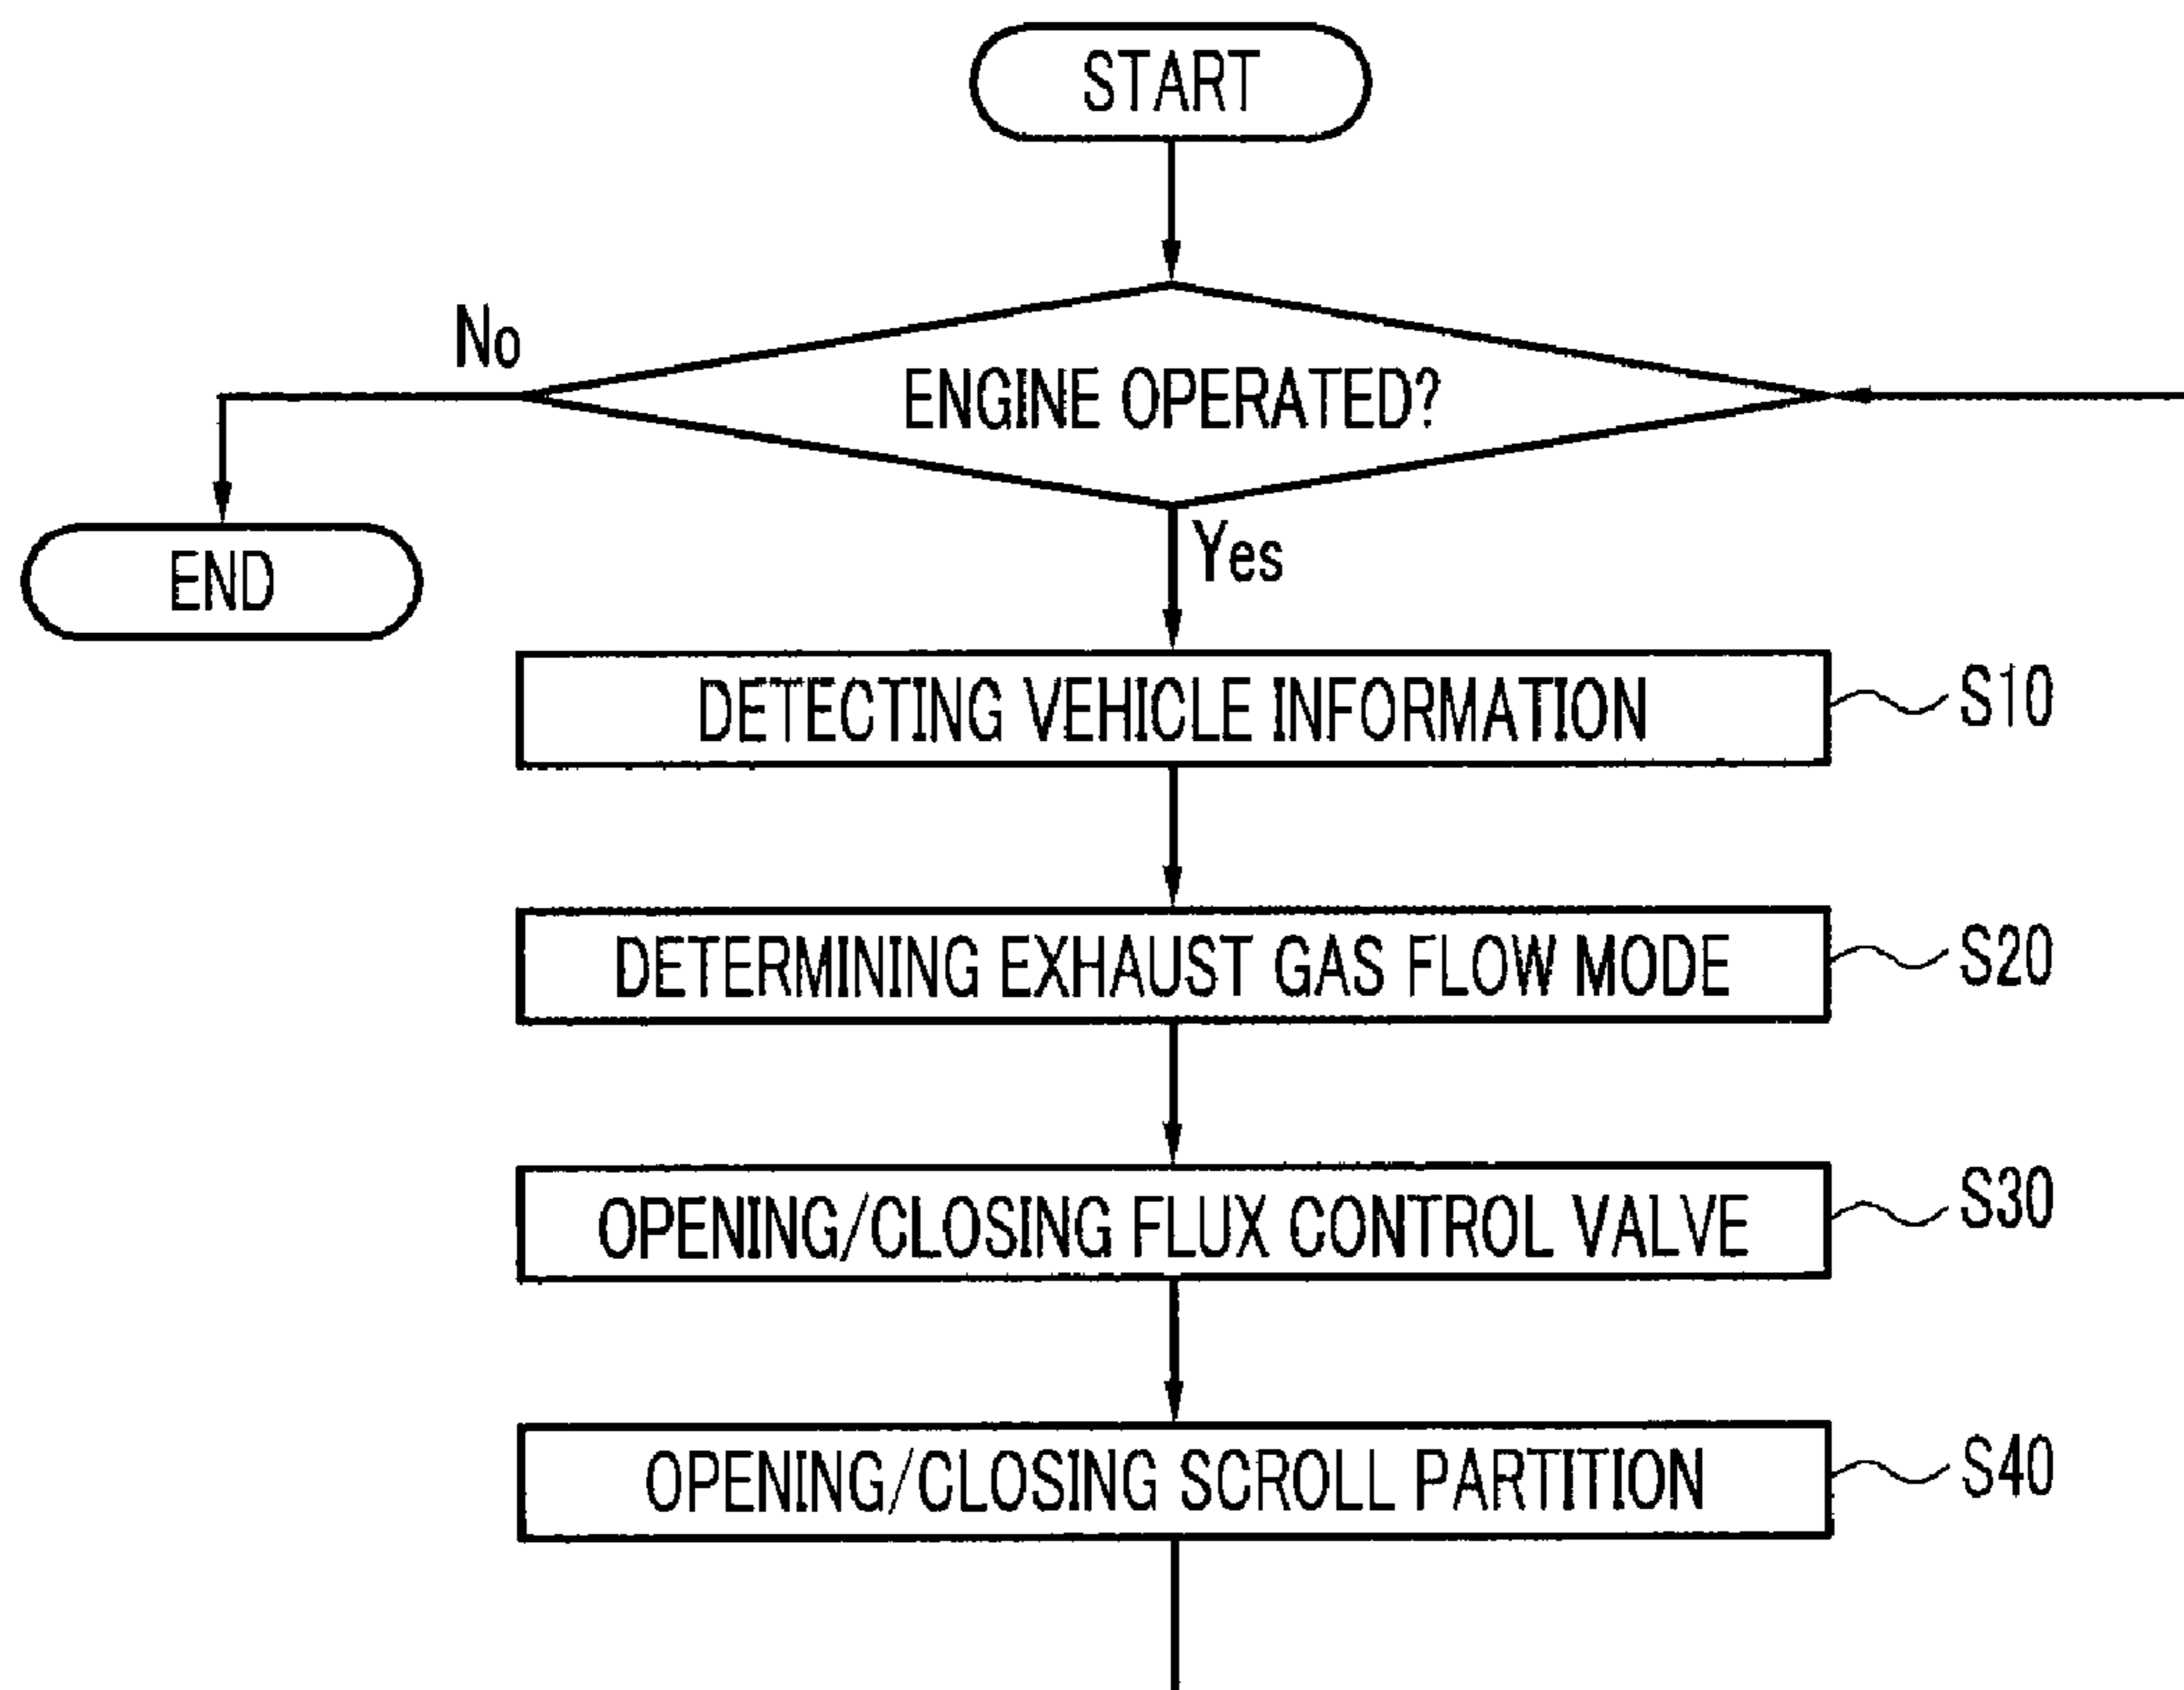 START
No
ENGINE OPERATED?
Yes
END
DETECTING VEHICLE INFORMATION
S10
DETERMINING EXHAUST GAS FLOW MODE
S20
OPENING/CLOSING FLUX CONTROL VALVE
S30
OPENING/CLOSING SCROLL PARTITION
S40